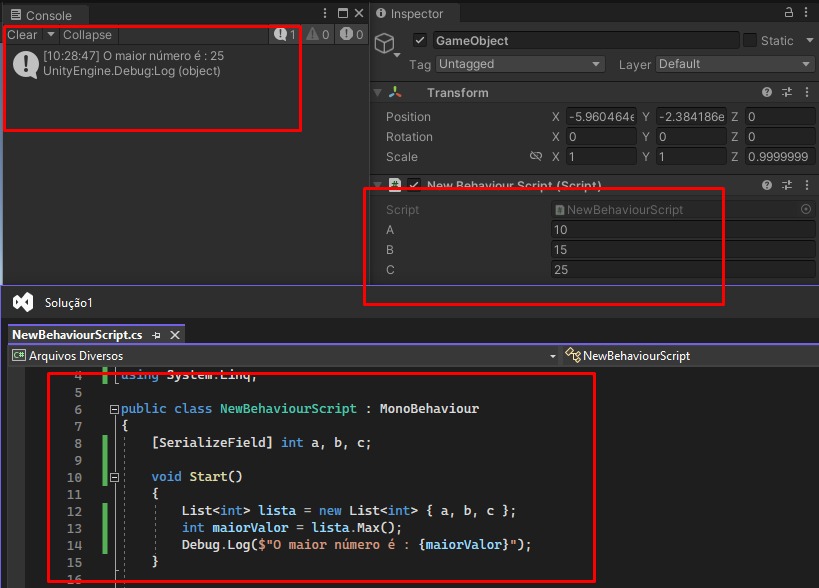 Console
Clear Collapse 1 0 0
[10:28:47] O maior número é : 25
UnityEngine.Debug:Log (object)
Inspector
GameObject Static
Tag Untagged Layer Default
Transform
Position X -5.960464e Y -2.384186e Z 0
Rotation X 0 Y 0 Z 0
Scale X 1 Y 1 Z 0.9999999
New Behaviour Script (Script)
Script NewBehaviourScript
A 10
B 15
C 25
Solução1
NewBehaviourScript.cs
C# Arquivos Diversos NewBehaviourScript
4 using System.Linq;
5
6 public class NewBehaviourScript : MonoBehaviour
7 {
8 [SerializeField] int a, b, c;
9
10 void Start()
11 {
12 List<int> lista = new List<int> { a, b, c };
13 int maiorValor = lista.Max();
14 Debug.Log($"O maior número é : {maiorValor}");
15 }
16